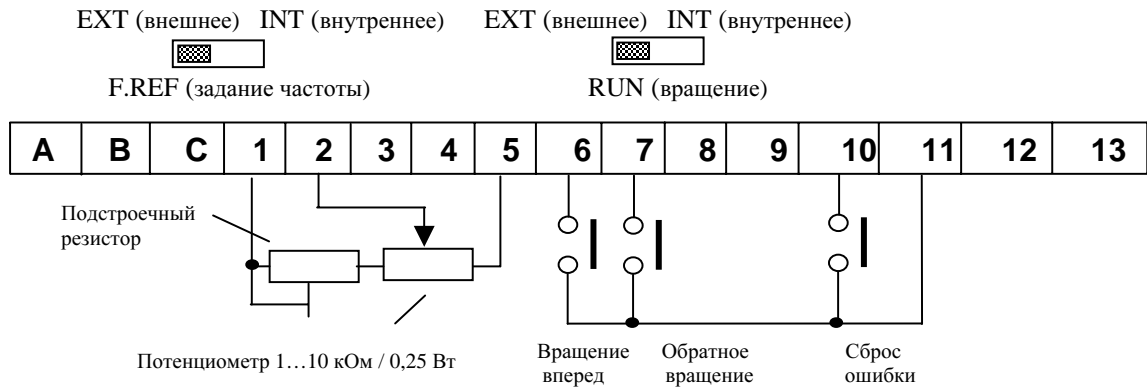 EXT (внешнее) INT (внутреннее) EXT (внешнее) INT (внутреннее)
F.REF (задание частоты) RUN (вращение)
A B C 1 2 3 4 5 6 7 8 9 10 11 12 13
Подстроечный
резистор
Потенциометр 1…10 кОм / 0,25 Вт
Вращение
вперед
Обратное
вращение
Сброс
ошибки